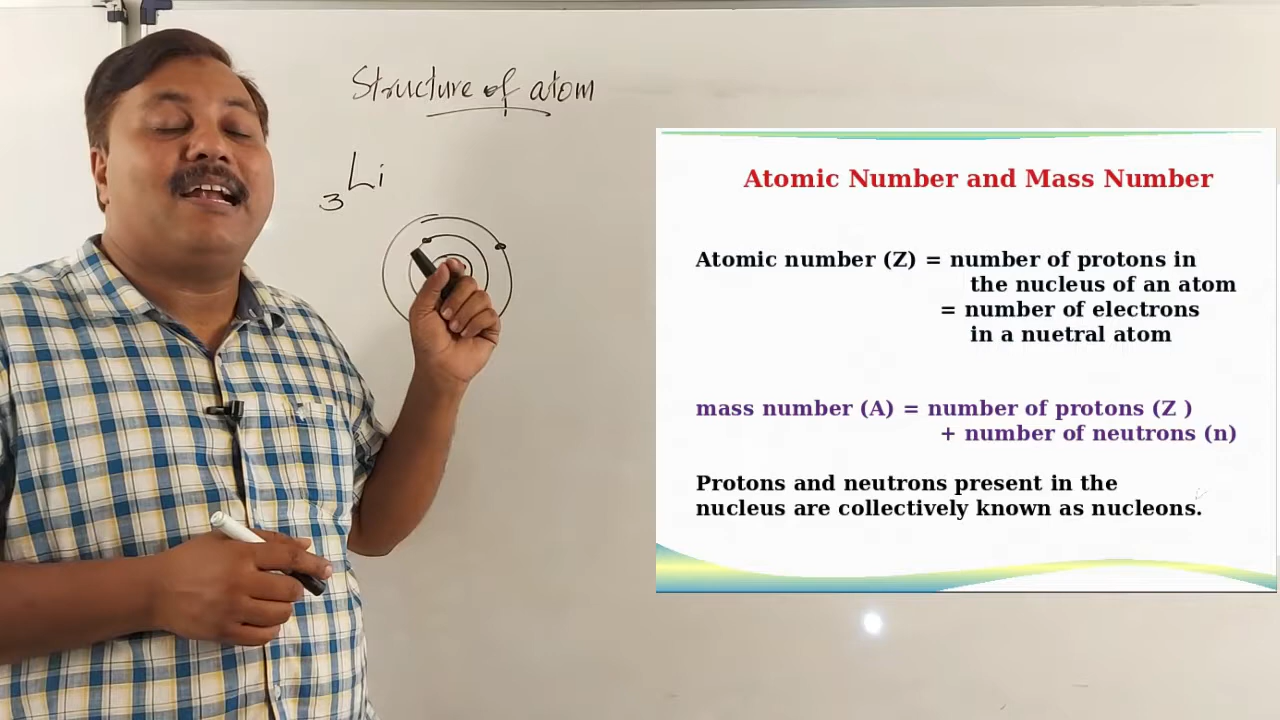 Structure of atom
3Li
Atomic Number and Mass Number
Atomic number (Z) = number of protons in
the nucleus of an atom
= number of electrons
in a nuetral atom
mass number (A) = number of protons (Z )
+ number of neutrons (n)
Protons and neutrons present in the
nucleus are collectively known as nucleons.